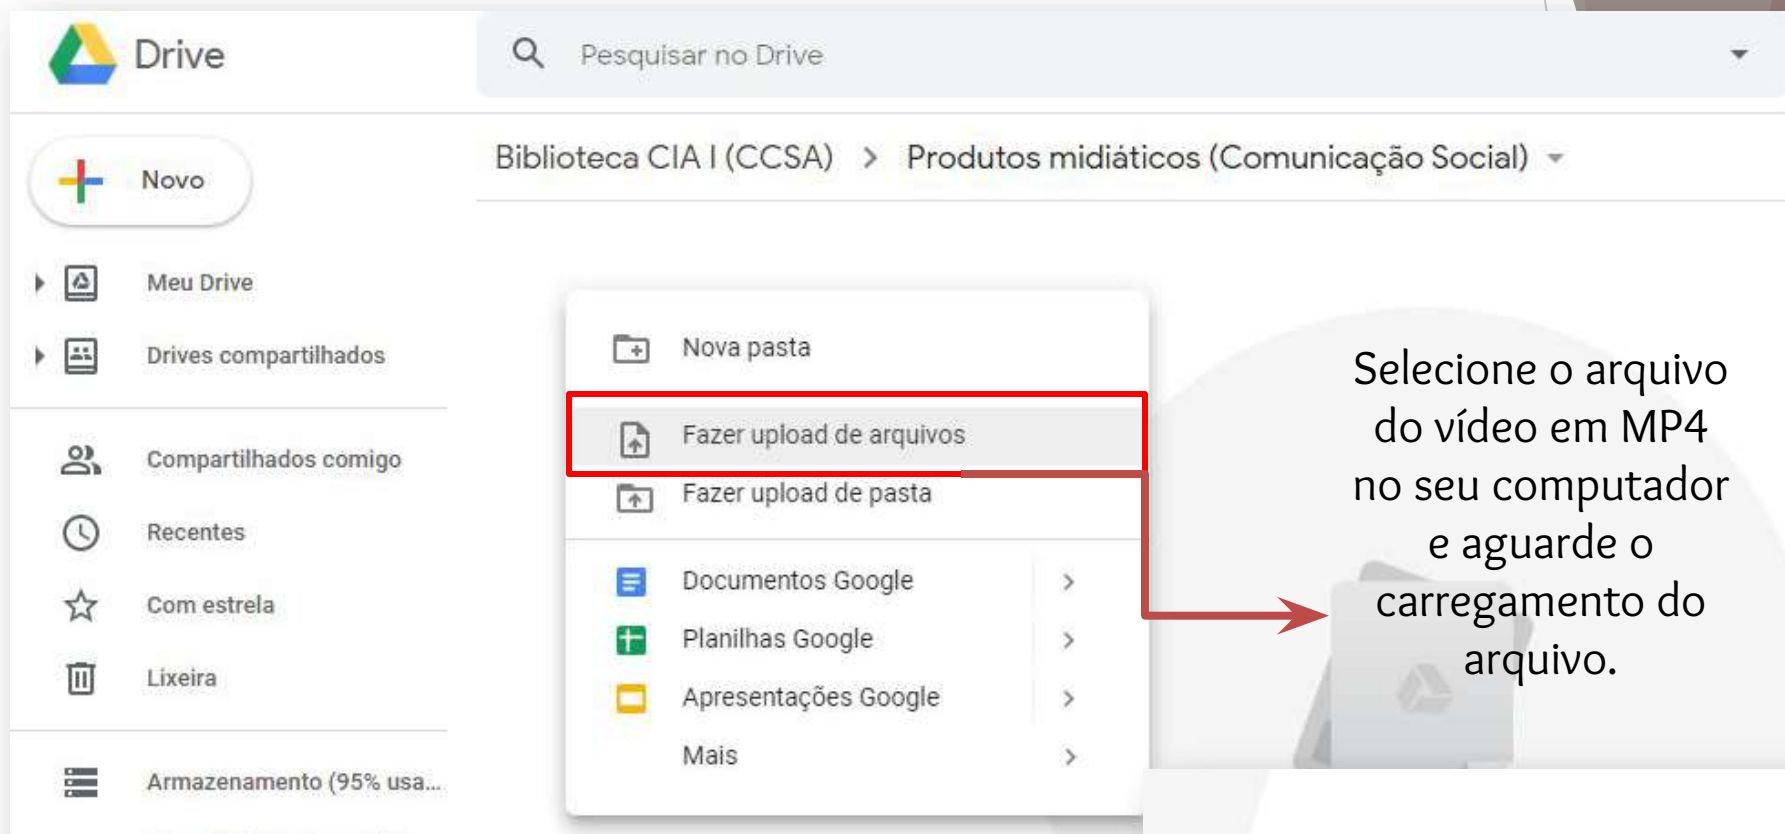 Drive
Pesquisar no Drive
Novo
Biblioteca CIA I (CCSA) > Produtos midiáticos (Comunicação Social)
Meu Drive
Drives compartilhados
Compartilhados comigo
Recentes
Com estrela
Lixeira
Armazenamento (95% usa...
Nova pasta
Fazer upload de arquivos
Fazer upload de pasta
Documentos Google
Planilhas Google
Apresentações Google
Mais
Selecione o arquivo
do vídeo em MP4
no seu computador
e aguarde o
carregamento do
arquivo.